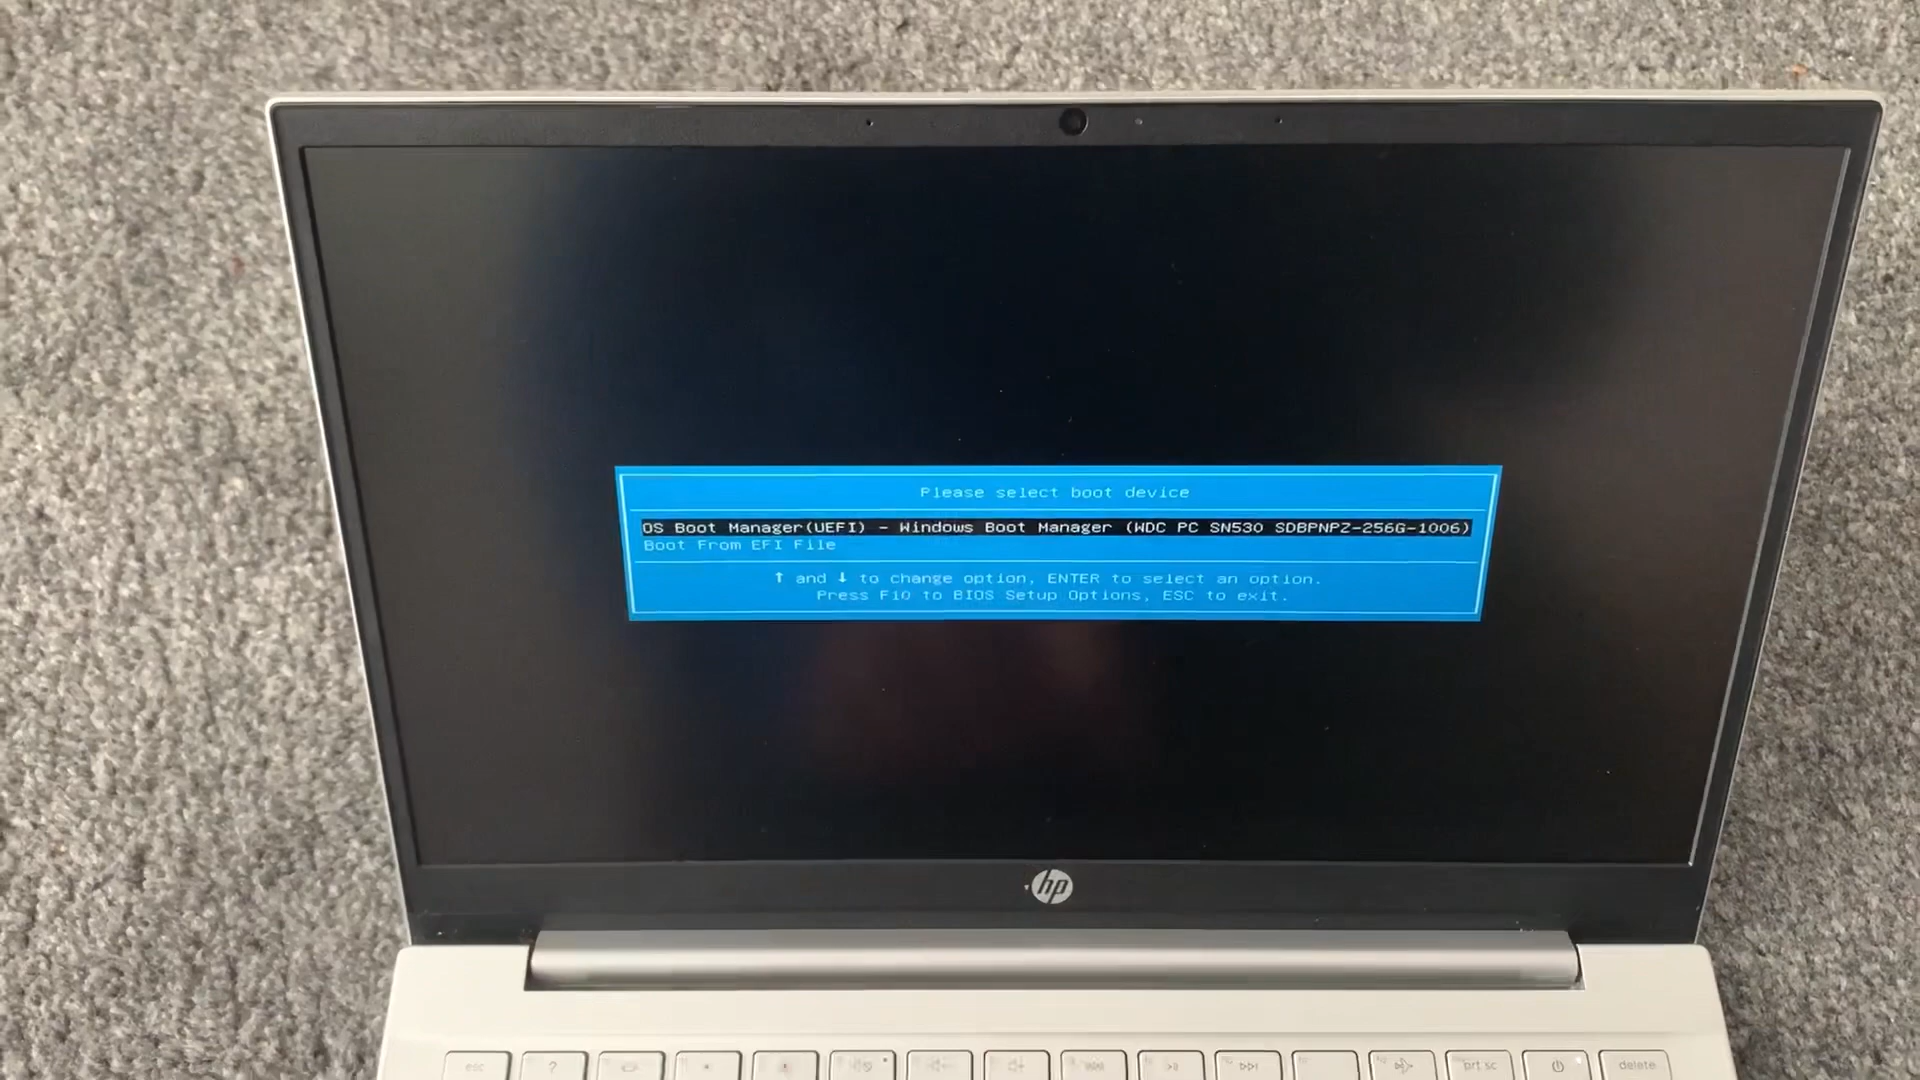 Please select boot device
OS Boot Manager(UEFI) - Windows Boot Manager (WDC PC SN530 SDBPNPZ-256G-1006)
Boot From EFI File
↑ and ↓ to change option, ENTER to select an option.
Press F10 to BIOS Setup Options, ESC to exit.
hp
esc ? prt sc delete